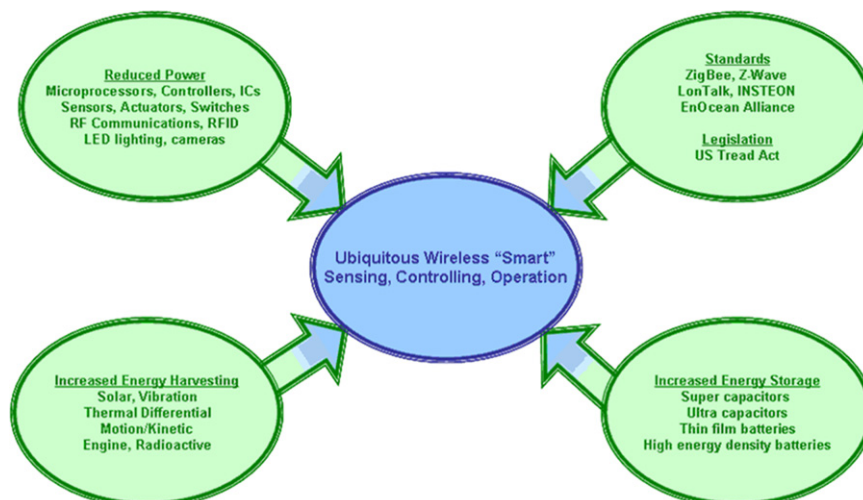 Reduced Power
Microprocessors, Controllers, ICs
Sensors, Actuators, Switches
RF Communications, RFID
LED lighting, cameras
Standards
ZigBee, Z-Wave
LonTalk, INSTEON
EnOcean Alliance
Legislation
US Tread Act
Ubiquitous Wireless “Smart”
Sensing, Controlling, Operation
Increased Energy Harvesting
Solar, Vibration
Thermal Differential
Motion/Kinetic
Engine, Radioactive
Increased Energy Storage
Super capacitors
Ultra capacitors
Thin film batteries
High energy density batteries